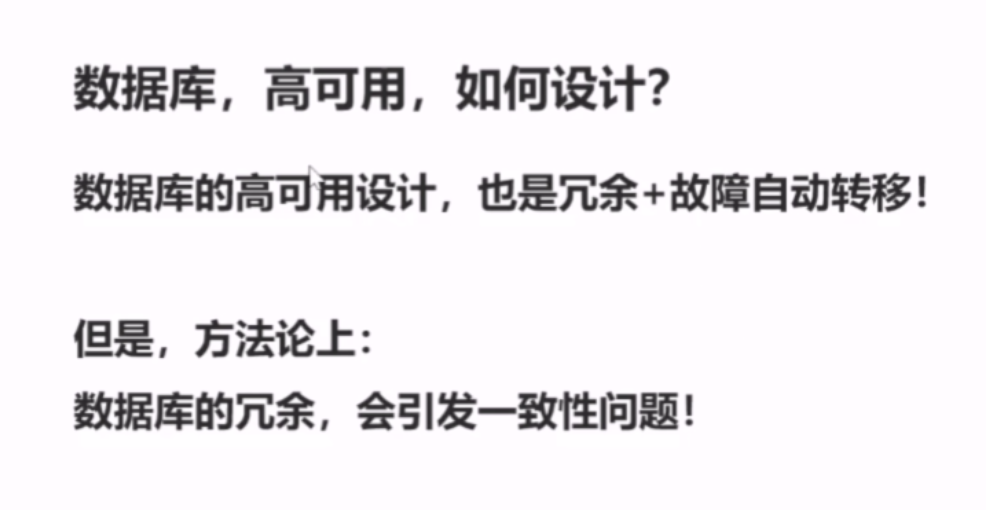 数据库，高可用，如何设计？
数据库的高可用设计，也是冗余+故障自动转移！
但是，方法论上：
数据库的冗余，会引发一致性问题！